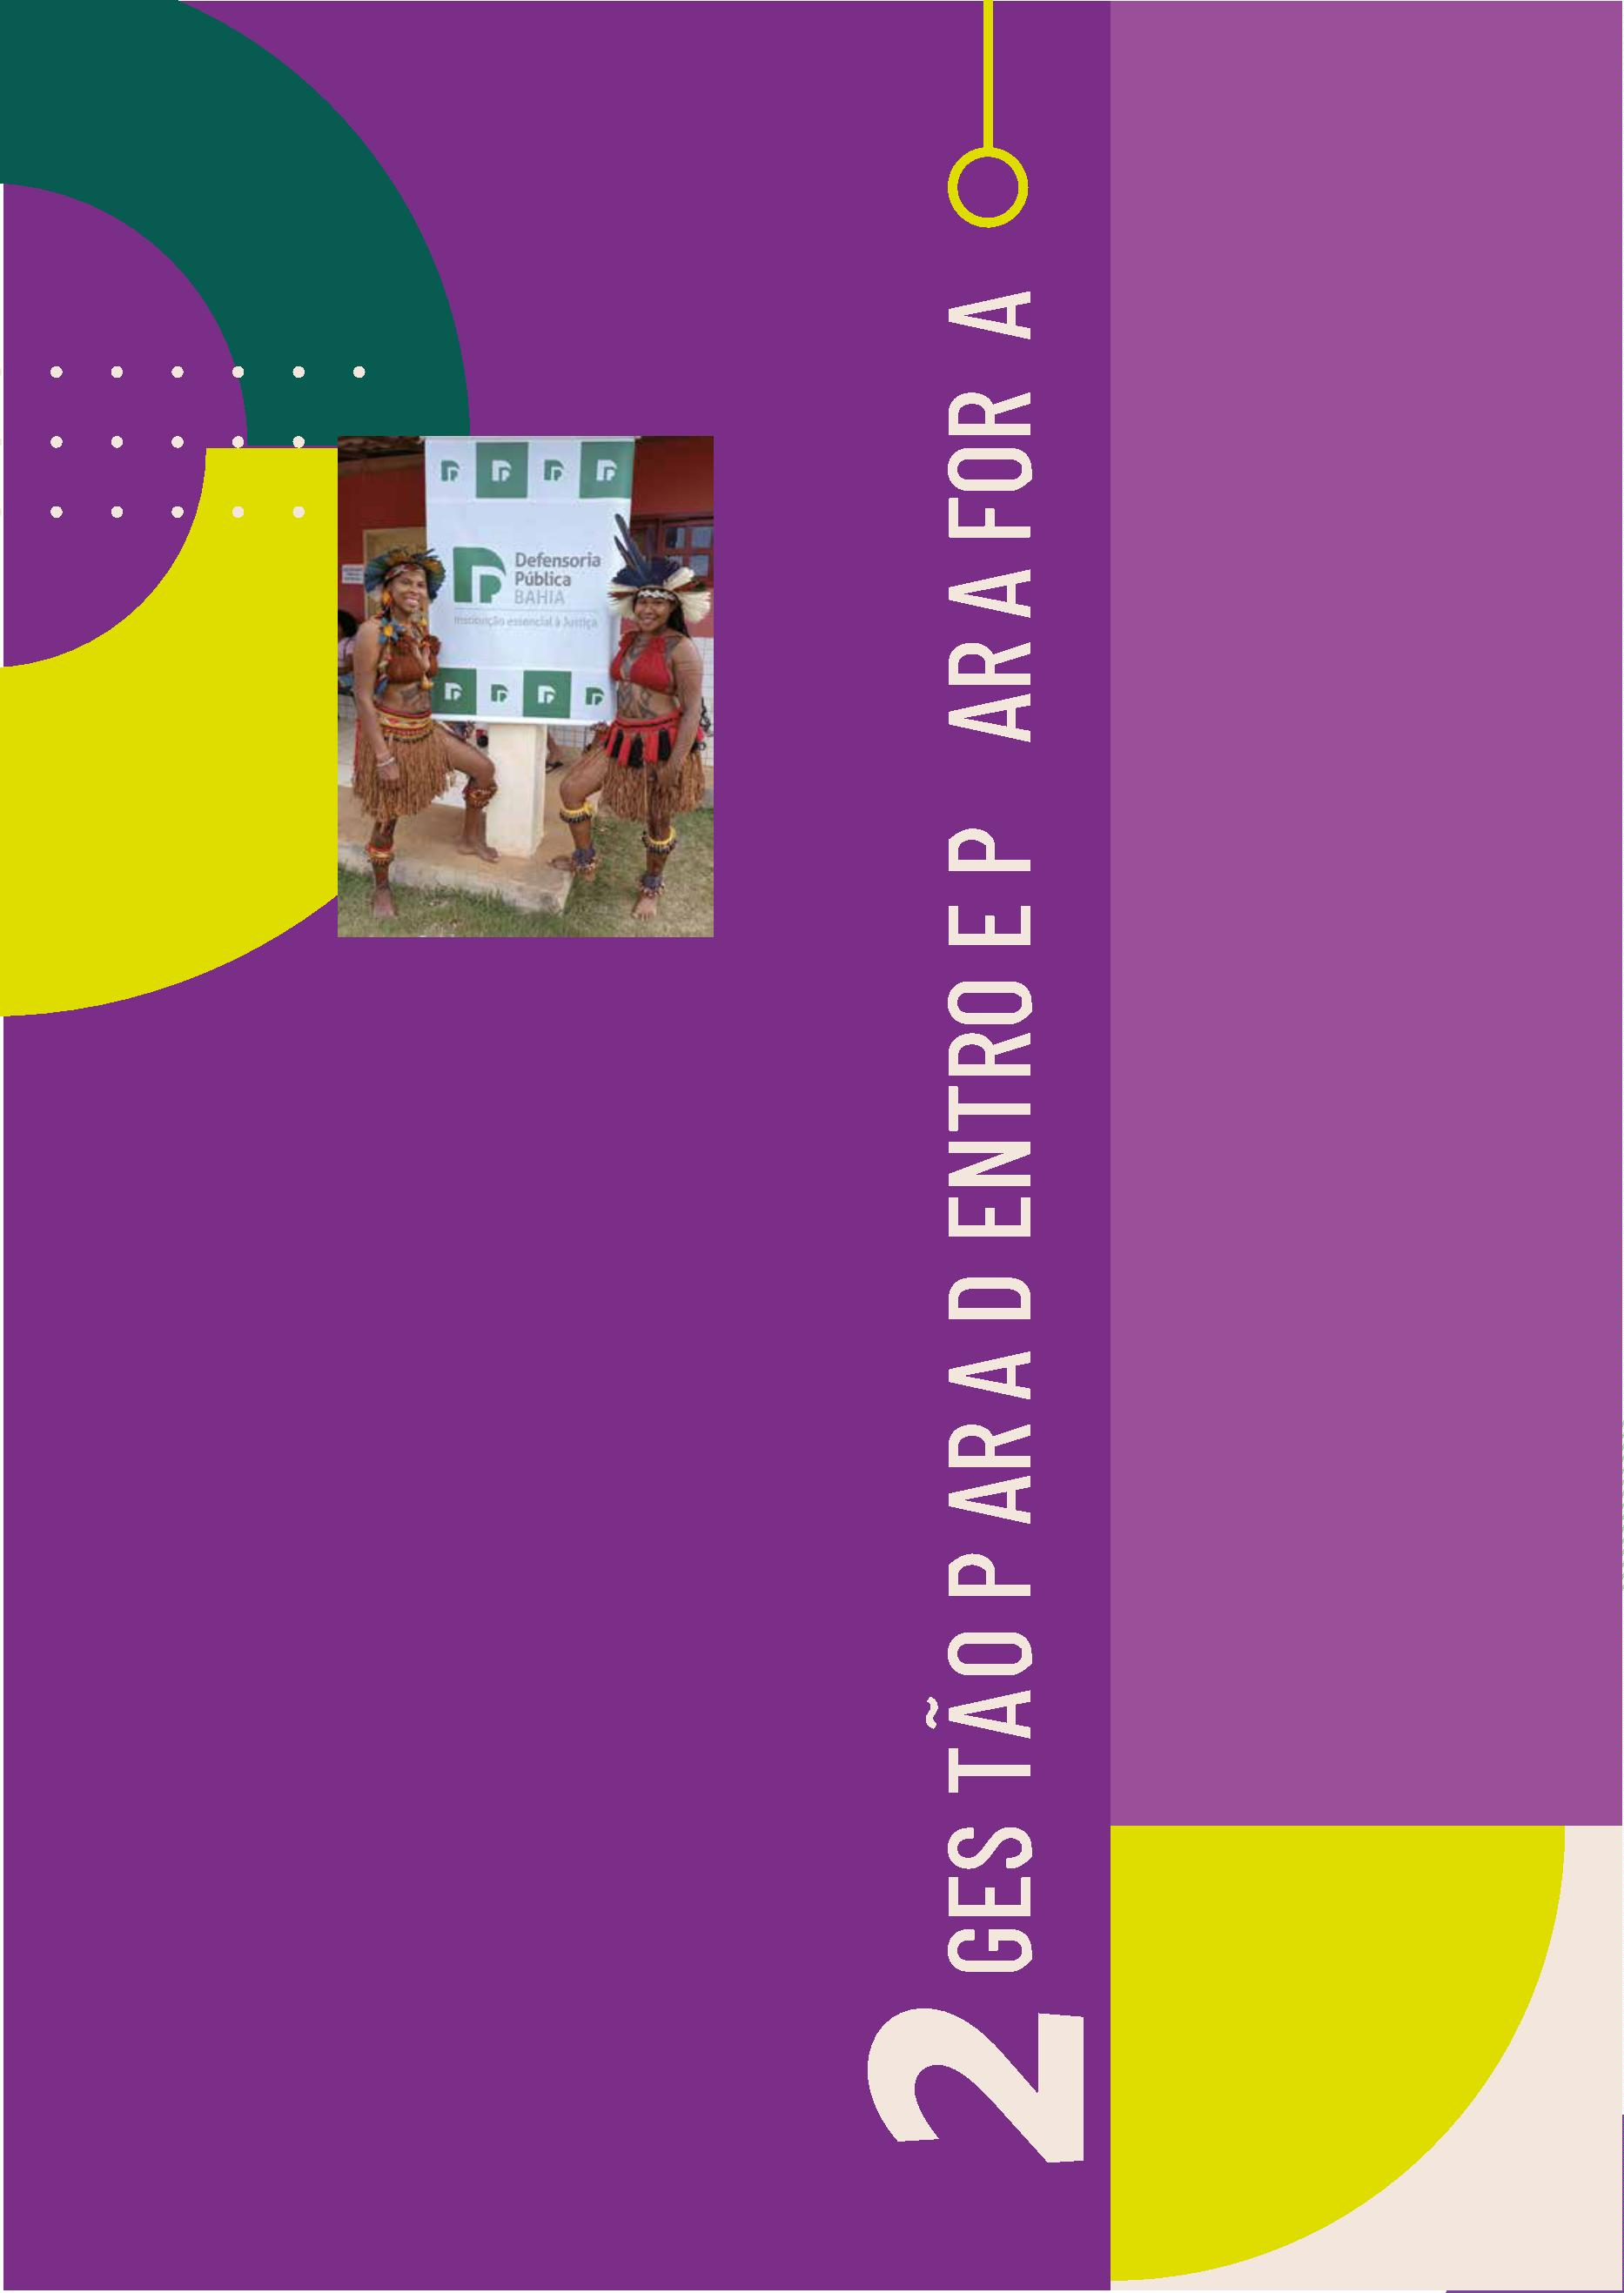 2 GESTÃO PARA DENTRO E PARA FORA
Defensoria
Pública
BAHIA
Instituição essencial à Justiça